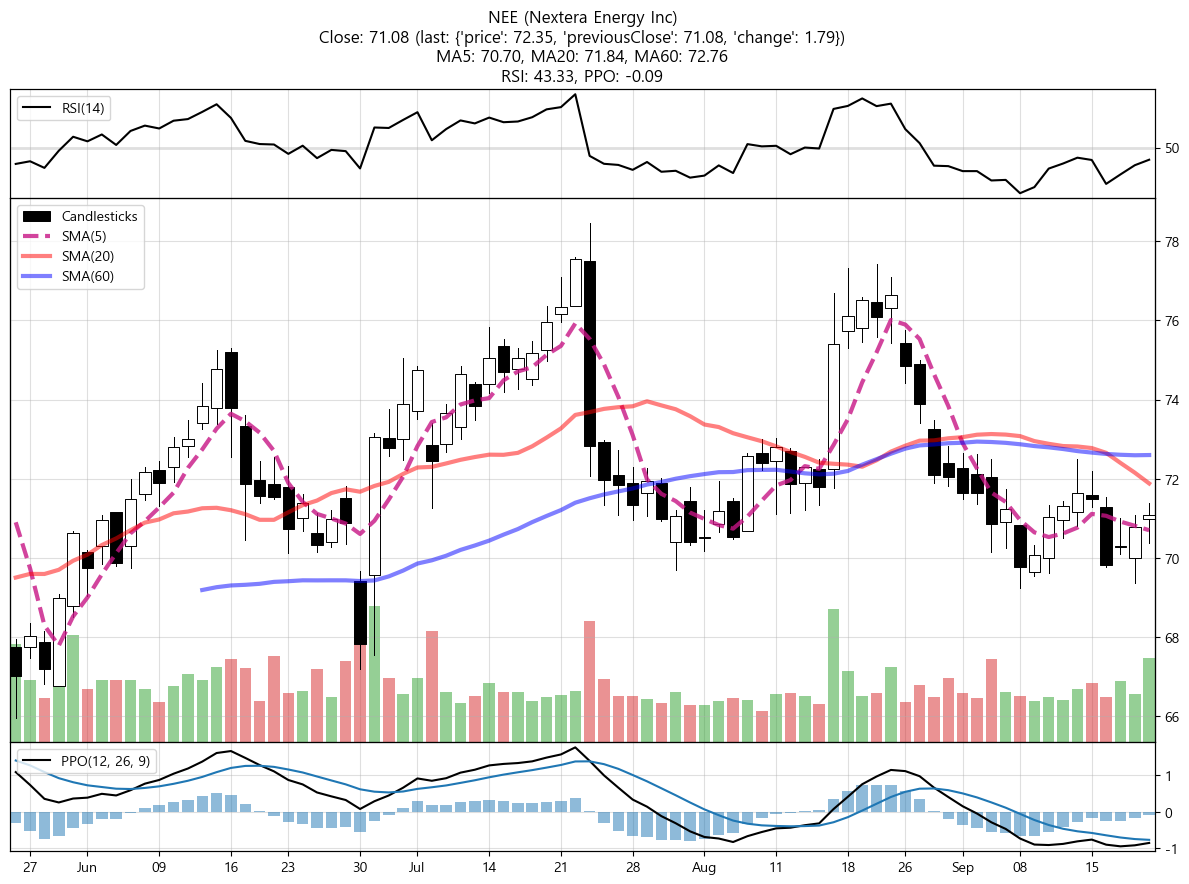 NEE (Nextera Energy Inc)
Close: 71.08 (last: {'price': 72.35, 'previousClose': 71.08, 'change': 1.79})
MA5: 70.70, MA20: 71.84, MA60: 72.76
RSI: 43.33, PPO: -0.09
RSI(14)
50
Candlesticks
SMA(5)
SMA(20)
SMA(60)
78
76
74
72
70
68
66
PPO(12, 26, 9)
1
0
-1
27 Jun 09 16 23 30 Jul 14 21 28 Aug 11 18 26 Sep 08 15